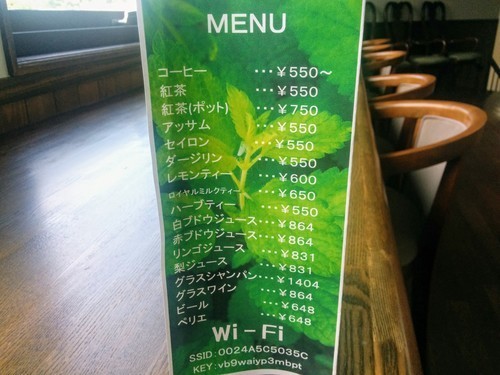 MENU
コーヒー ･･･￥550～
紅茶 ･･･￥550
紅茶(ポット) ･･･￥750
アッサム ･･･￥550
セイロン ･･･￥550
ダージリン ･･･￥550
レモンティー ･･･￥600
ロイヤルミルクティー ･･･￥650
ハーブティー ･･･￥550
白ブドウジュース･･･￥864
赤ブドウジュース･･･￥864
リンゴジュース ･･･￥831
梨ジュース ･･･￥831
グラスシャンパン･･･￥1404
グラスワイン ･･･￥864
ビール ･･･￥648
ペリエ ･･･￥648
Wi-Fi
SSID:0024A5C5035C
KEY:vb9waiyp3mbpt